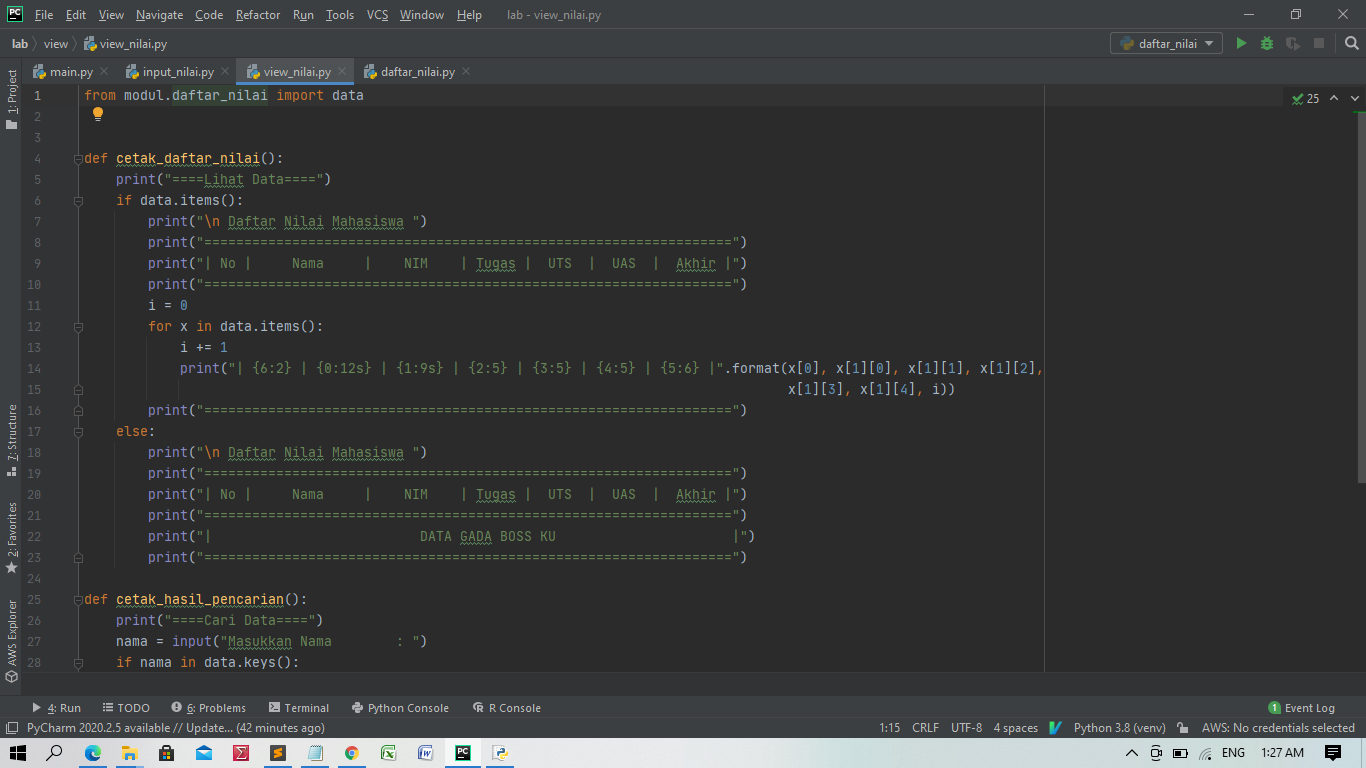 PC File Edit View Navigate Code Refactor Run Tools VCS Window Help lab - view_nilai.py
lab view view_nilai.py daftar_nilai
main.py input_nilai.py view_nilai.py daftar_nilai.py
1: Project
7: Structure
2: Favorites
AWS Explorer
25
1 from modul.daftar_nilai import data
2
3
4 def cetak_daftar_nilai():
5     print("====Lihat Data====")
6     if data.items():
7         print("\n Daftar Nilai Mahasiswa ")
8         print("==================================================================")
9         print("| No |     Nama     |    NIM    | Tugas |  UTS  |  UAS  |  Akhir |")
10         print("==================================================================")
11         i = 0
12         for x in data.items():
13             i += 1
14             print("| {6:2} | {0:12s} | {1:9s} | {2:5} | {3:5} | {4:5} | {5:6} |".format(x[0], x[1][0], x[1][1], x[1][2],
15                                                                                         x[1][3], x[1][4], i))
16         print("==================================================================")
17     else:
18         print("\n Daftar Nilai Mahasiswa ")
19         print("==================================================================")
20         print("| No |     Nama     |    NIM    | Tugas |  UTS  |  UAS  |  Akhir |")
21         print("==================================================================")
22         print("|                          DATA GADA BOSS KU                      |")
23         print("==================================================================")
24
25 def cetak_hasil_pencarian():
26     print("====Cari Data====")
27     nama = input("Masukkan Nama        : ")
28     if nama in data.keys():
4: Run TODO 6: Problems Terminal Python Console R Console 1 Event Log
PyCharm 2020.2.5 available // Update... (42 minutes ago) 1:15 CRLF UTF-8 4 spaces Python 3.8 (venv) AWS: No credentials selected
ENG 1:27 AM